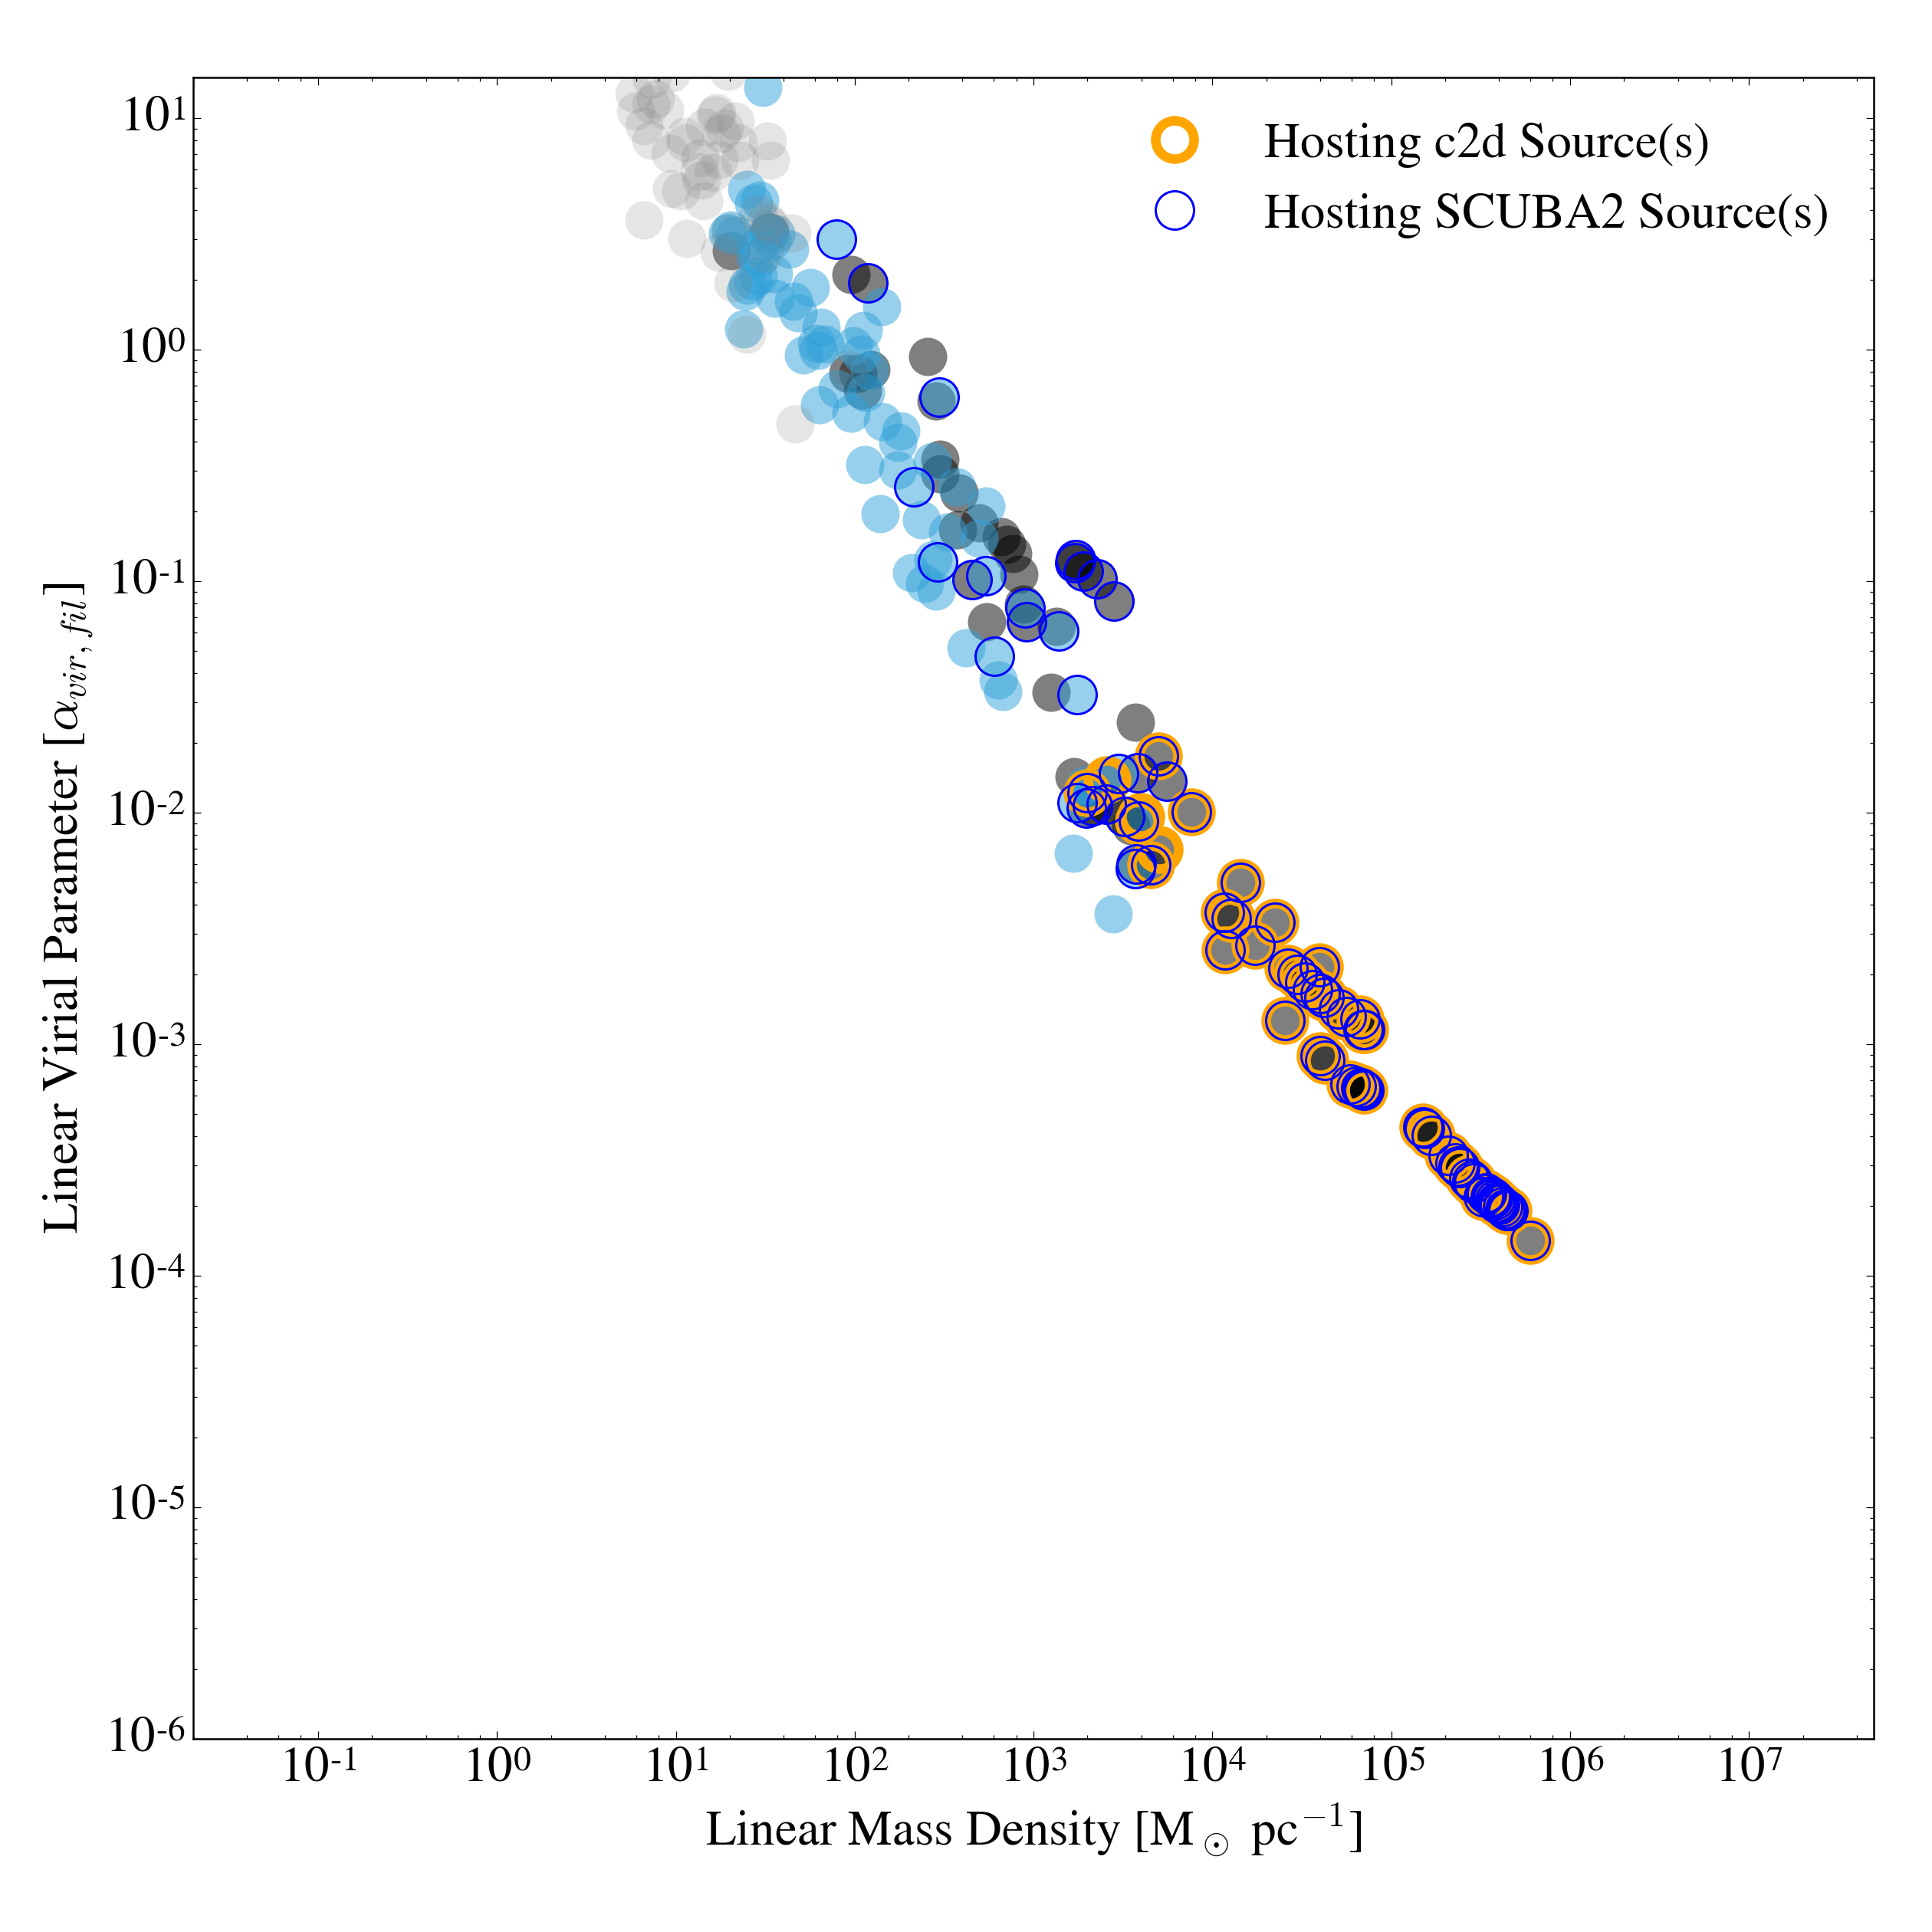 Hosting c2d Source(s)
Hosting SCUBA2 Source(s)
Linear Virial Parameter [α_{vir, fil}]
10^1
10^0
10^-1
10^-2
10^-3
10^-4
10^-5
10^-6
10^-1 10^0 10^1 10^2 10^3 10^4 10^5 10^6 10^7
Linear Mass Density [M_⊙ pc^−1]